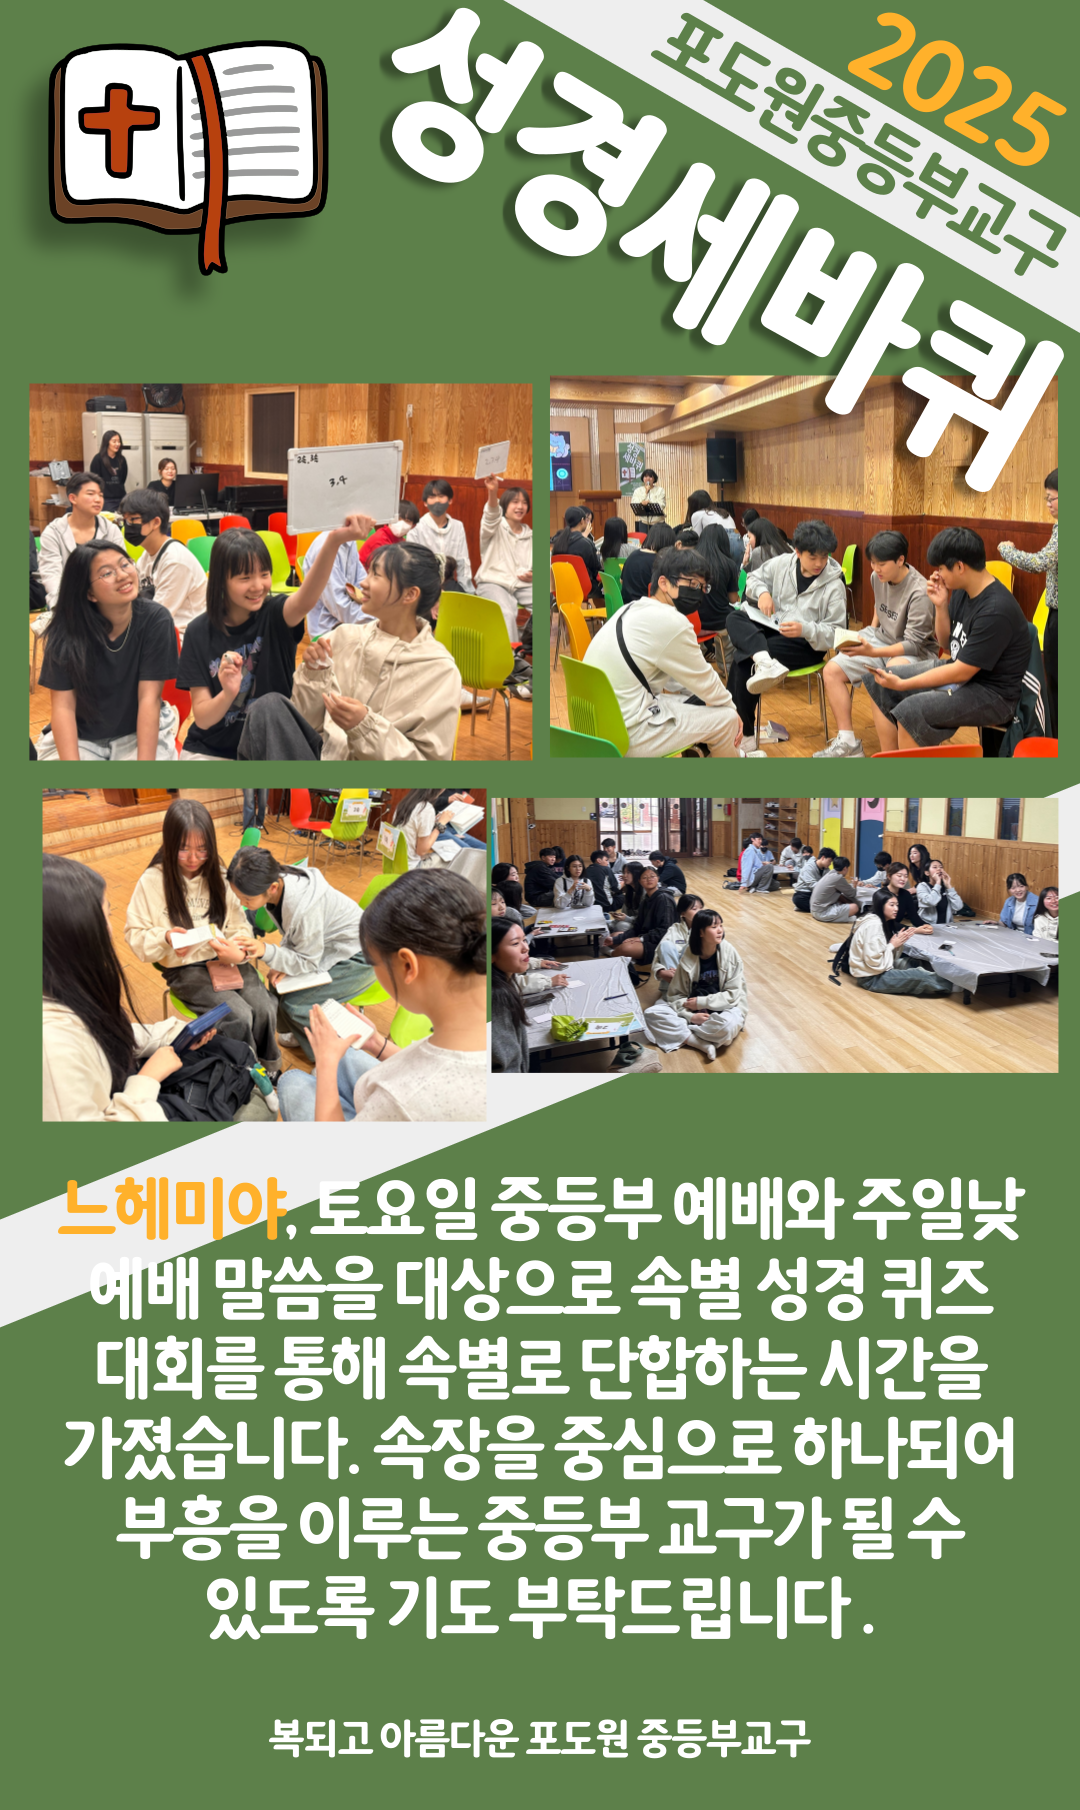 2025
포도원중등부교구
성경세바퀴
3,4
느헤미야, 토요일 중등부 예배와 주일낮
예배 말씀을 대상으로 속별 성경 퀴즈
대회를 통해 속별로 단합하는 시간을
가졌습니다. 속장을 중심으로 하나되어
부흥을 이루는 중등부 교구가 될 수
있도록 기도 부탁드립니다 .
복되고 아름다운 포도원 중등부교구